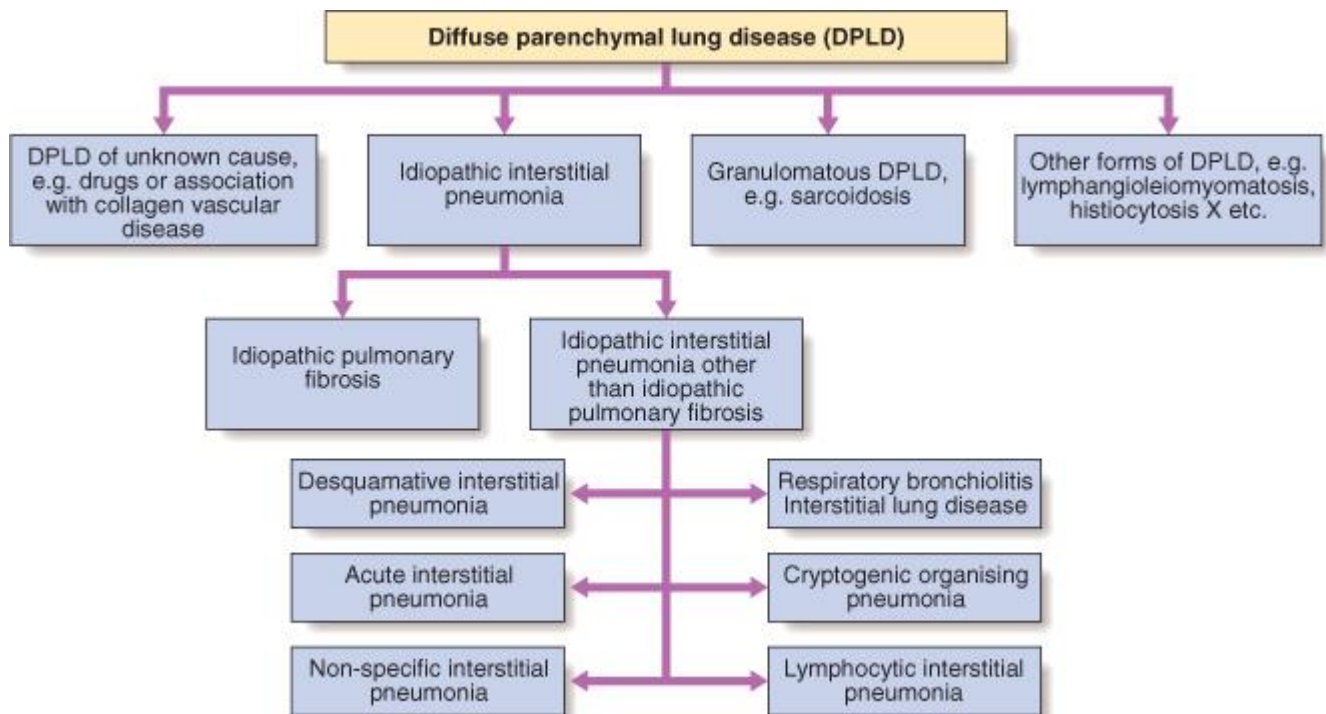 Diffuse parenchymal lung disease (DPLD)
DPLD of unknown cause,
e.g. drugs or association
with collagen vascular
disease
Idiopathic interstitial
pneumonia
Granulomatous DPLD,
e.g. sarcoidosis
Other forms of DPLD, e.g.
lymphangioleiomyomatosis,
histiocytosis X etc.
Idiopathic pulmonary
fibrosis
Idiopathic interstitial
pneumonia other
than idiopathic
pulmonary fibrosis
Desquamative interstitial
pneumonia
Respiratory bronchiolitis
Interstitial lung disease
Acute interstitial
pneumonia
Cryptogenic organising
pneumonia
Non-specific interstitial
pneumonia
Lymphocytic interstitial
pneumonia